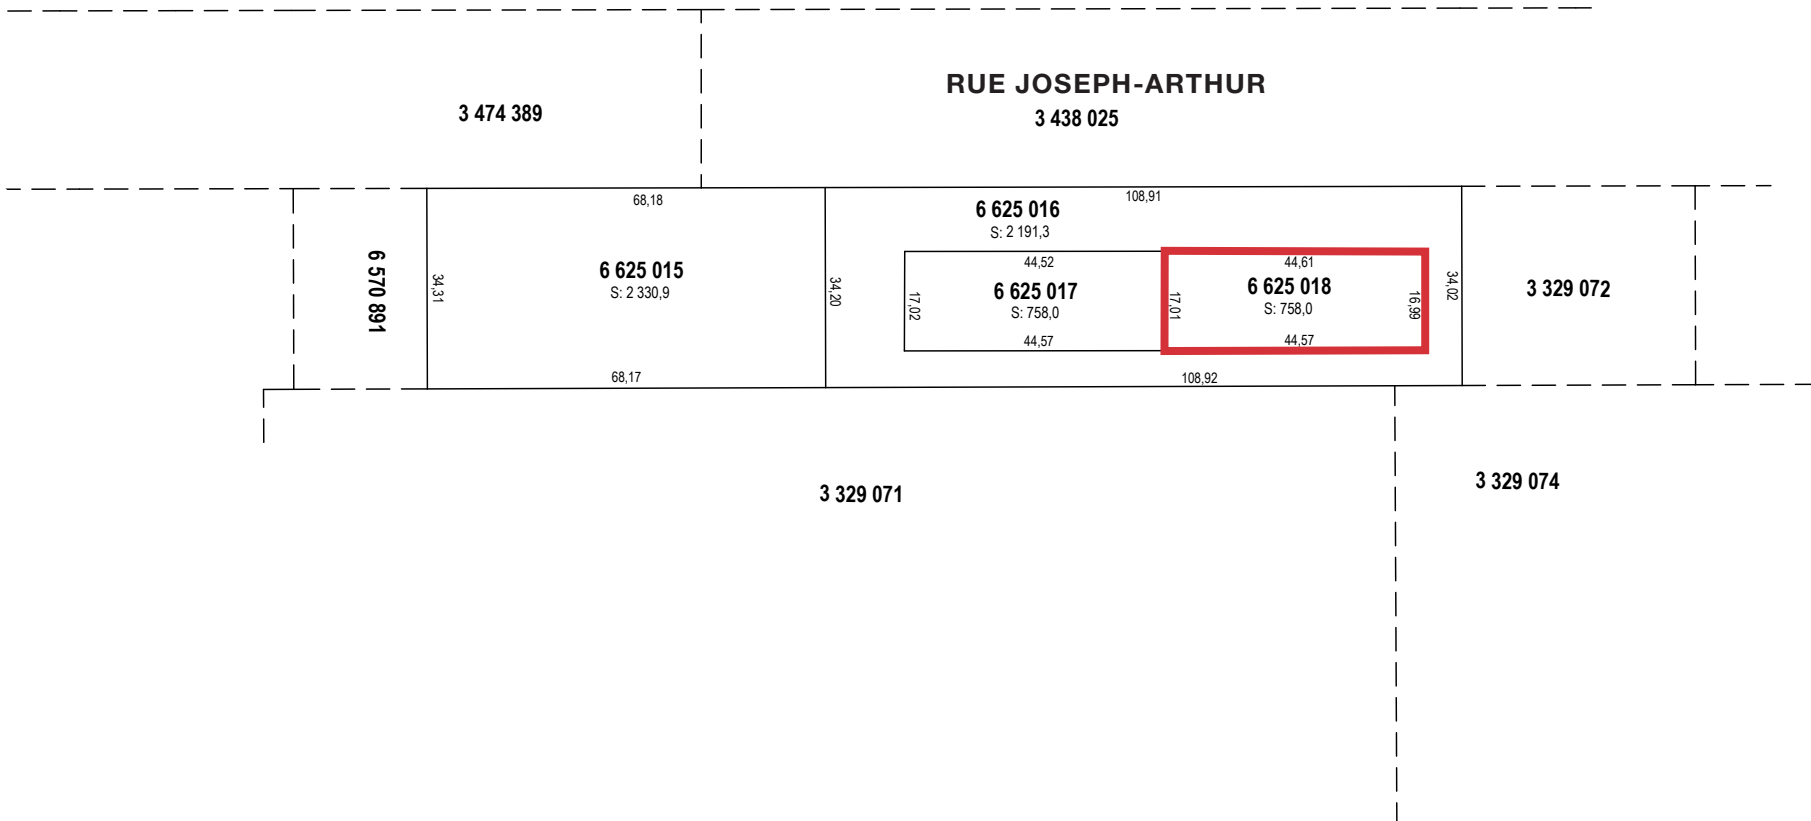 RUE JOSEPH-ARTHUR
3 474 389
3 438 025
68,18
108,91
6 625 016
S: 2 191,3
6 570 891
34,31
6 625 015
S: 2 330,9
34,20
44,52
17,02
6 625 017
S: 758,0
44,57
44,61
17,01
6 625 018
S: 758,0
16,99
44,57
34,02
3 329 072
68,17
108,92
3 329 071
3 329 074